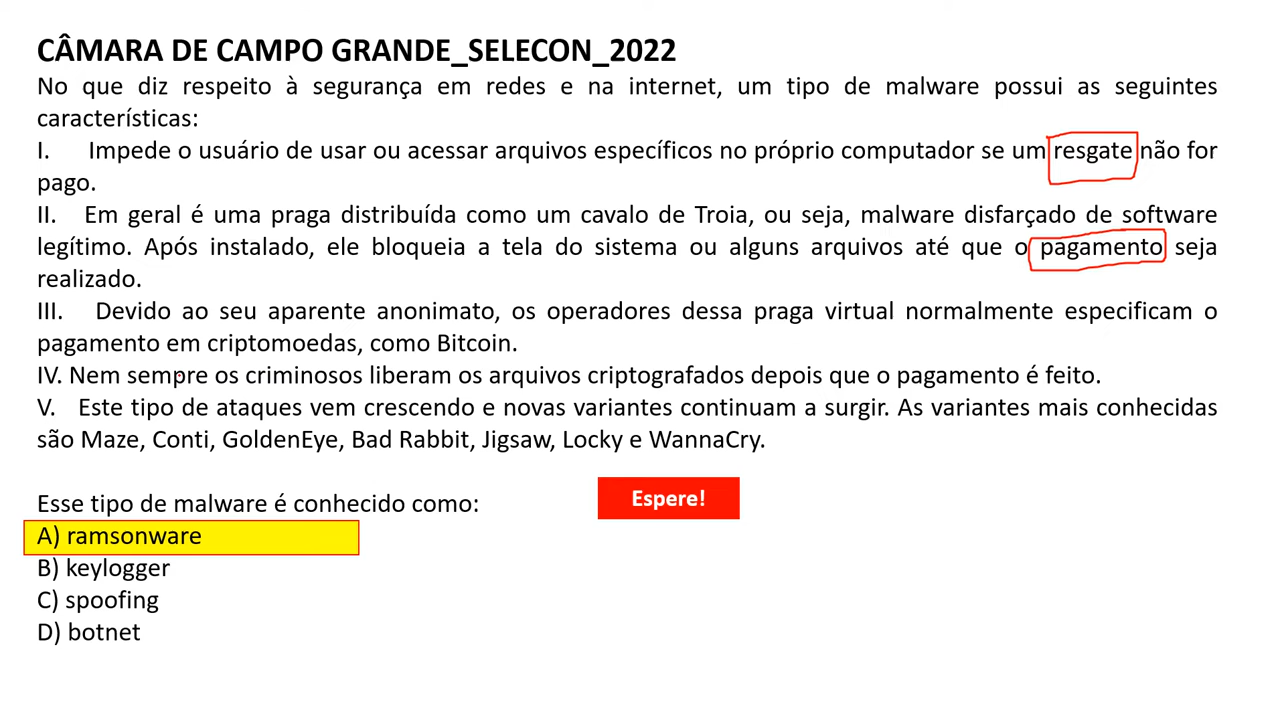 CÂMARA DE CAMPO GRANDE_SELECON_2022
No que diz respeito à segurança em redes e na internet, um tipo de malware possui as seguintes
características:
I. Impede o usuário de usar ou acessar arquivos específicos no próprio computador se um resgate não for
pago.
II. Em geral é uma praga distribuída como um cavalo de Troia, ou seja, malware disfarçado de software
legítimo. Após instalado, ele bloqueia a tela do sistema ou alguns arquivos até que o pagamento seja
realizado.
III. Devido ao seu aparente anonimato, os operadores dessa praga virtual normalmente especificam o
pagamento em criptomoedas, como Bitcoin.
IV. Nem sempre os criminosos liberam os arquivos criptografados depois que o pagamento é feito.
V. Este tipo de ataques vem crescendo e novas variantes continuam a surgir. As variantes mais conhecidas
são Maze, Conti, GoldenEye, Bad Rabbit, Jigsaw, Locky e WannaCry.
Esse tipo de malware é conhecido como:
Espere!
A) ramsonware
B) keylogger
C) spoofing
D) botnet